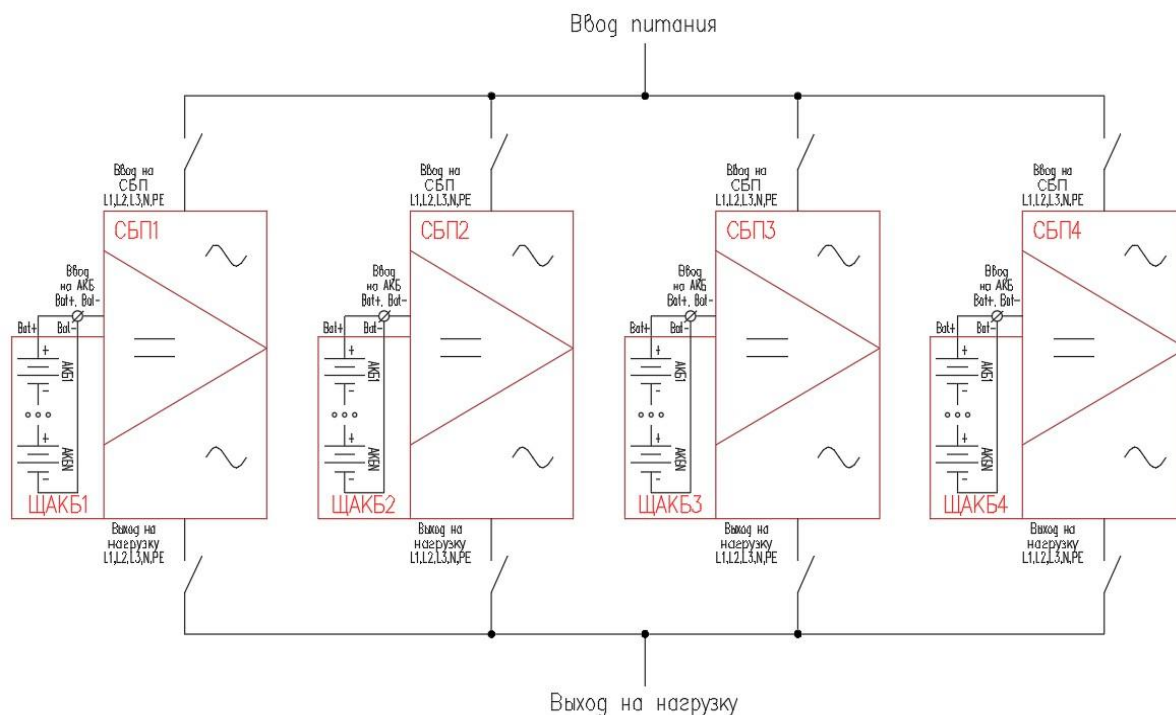 Ввод питания
Ввод на
СБП
L1,L2,L3,N,PE
СБП1
Ввод
на АКБ
Bat+, Bat-
Bat+
Bat-
+
АКБ1
-
+
АКБN
-
ЩАКБ1
Выход на
нагрузку
L1,L2,L3,N,PE
Ввод на
СБП
L1,L2,L3,N,PE
СБП2
Ввод
на АКБ
Bat+, Bat-
Bat+
Bat-
+
АКБ1
-
+
АКБN
-
ЩАКБ2
Выход на
нагрузку
L1,L2,L3,N,PE
Ввод на
СБП
L1,L2,L3,N,PE
СБП3
Ввод
на АКБ
Bat+, Bat-
Bat+
Bat-
+
АКБ1
-
+
АКБN
-
ЩАКБ3
Выход на
нагрузку
L1,L2,L3,N,PE
Ввод на
СБП
L1,L2,L3,N,PE
СБП4
Ввод
на АКБ
Bat+, Bat-
Bat+
Bat-
+
АКБ1
-
+
АКБN
-
ЩАКБ4
Выход на
нагрузку
L1,L2,L3,N,PE
Выход на нагрузку